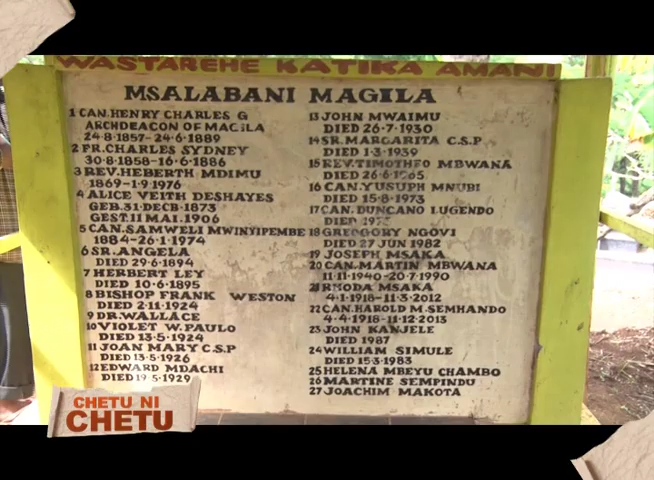 WASTAREHE KATIKA AMANI
MSALABANI MAGILA
1 CAN. HENRY CHARLES G
ARCHDEACON OF MAGILA
24·8·1857-24·6·1889
2 FR. CHARLES SYDNEY
30·8·1858-16·6·1886
3 REV. HEBERTH MDIMU
1869-1·9·1976
4 ALICE VEITH DESHAYES
GEB. 31. DECB. 1873
GEST. 11 MAI. 1906
5 CAN. SAMWELI MWINYIPEMBE
1884-26·1·1974
6 SR. ANGELA
DIED 29·6·1894
7 HERBERT LEY
DIED 10·6·1895
8 BISHOP FRANK WESTON
DIED 2·11·1924
9 DR. WALLACE
10 VIOLET W. PAULO
DIED 13·5·1924
11 JOAN MARY C.S.P
DIED 13·5·1926
12 EDWARD MDACHI
DIED 19·5·1929
13 JOHN MWAIMU
DIED 26·7·1930
14 SR. MARGARITA C.S.P
DIED 1·3·1939
15 REV. TIMOTHEO MBWANA
DIED 26·6·1965
16 CAN. YUSUPH MNUBI
DIED 15·8·1973
17 CAN. DUNCANO LUGENDO
DIED
18 GREOGORY NGOVI
DIED 27 JUN 1982
19 JOSEPH MSAKA
20 CAN. MARTIN MBWANA
11·11·1940-20·7·1990
21 RHODA MSAKA
4·1·1918-11·3·2012
22 CAN. HAROLD M. SEMHANDO
4·4·1918-11·12·2013
23 JOHN KANJELE
DIED 1987
24 WILLIAM SIMULE
DIED 15·3·1983
25 HELENA MBEYU CHAMBO
26 MARTINE SEMPINDU
27 JOACHIM MAKOTA
CHETU NI
CHETU